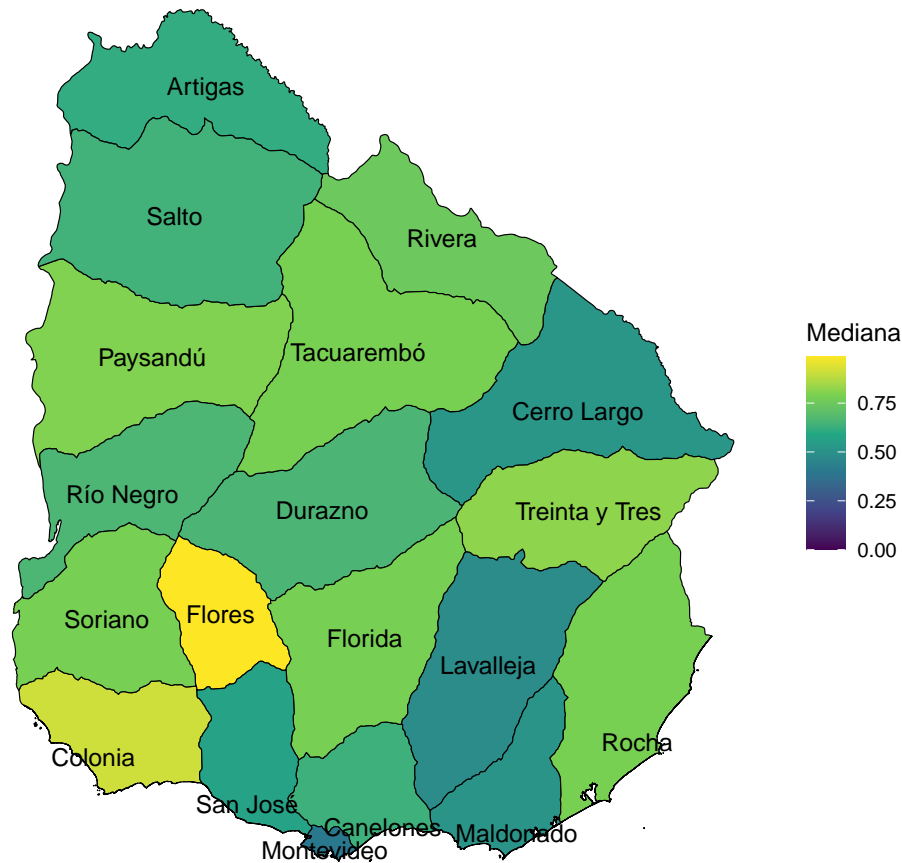 Artigas
Salto
Rivera
Mediana
Paysandú
Tacuarembó
0.75
Cerro Largo
0.50
Río Negro
0.25
Durazno
Treinta y Tres
0.00
Soriano
Flores
Florida
Lavalleja
Rocha
Colonia
San José
Canelones
Maldonado
Montevideo